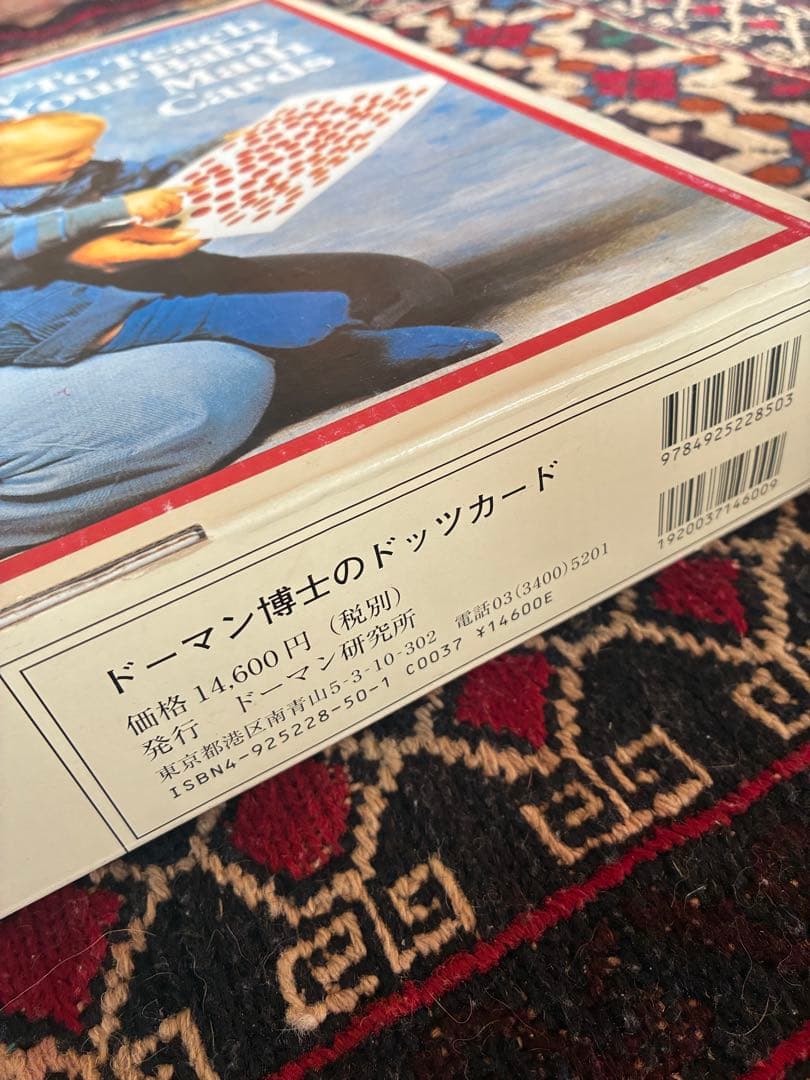 To Teach
Your Baby
Math
Cards
9784925228503
1920037146009
ドーマン博士のドッツカード
価格 14,600円（税別）
発行 ドーマン研究所
東京都港区南青山5-3-10-302 電話03(3400)5201
ISBN4-925228-50-1 C0037 ¥14600E